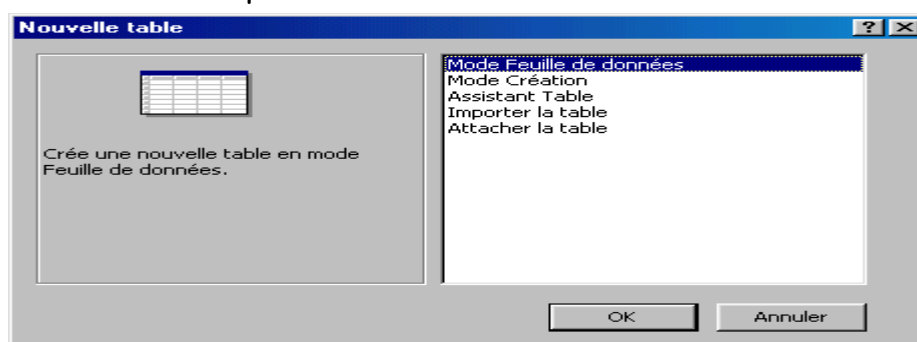 Nouvelle table
Mode Feuille de données
Mode Création
Assistant Table
Importer la table
Attacher la table
Crée une nouvelle table en mode
Feuille de données.
OK
Annuler